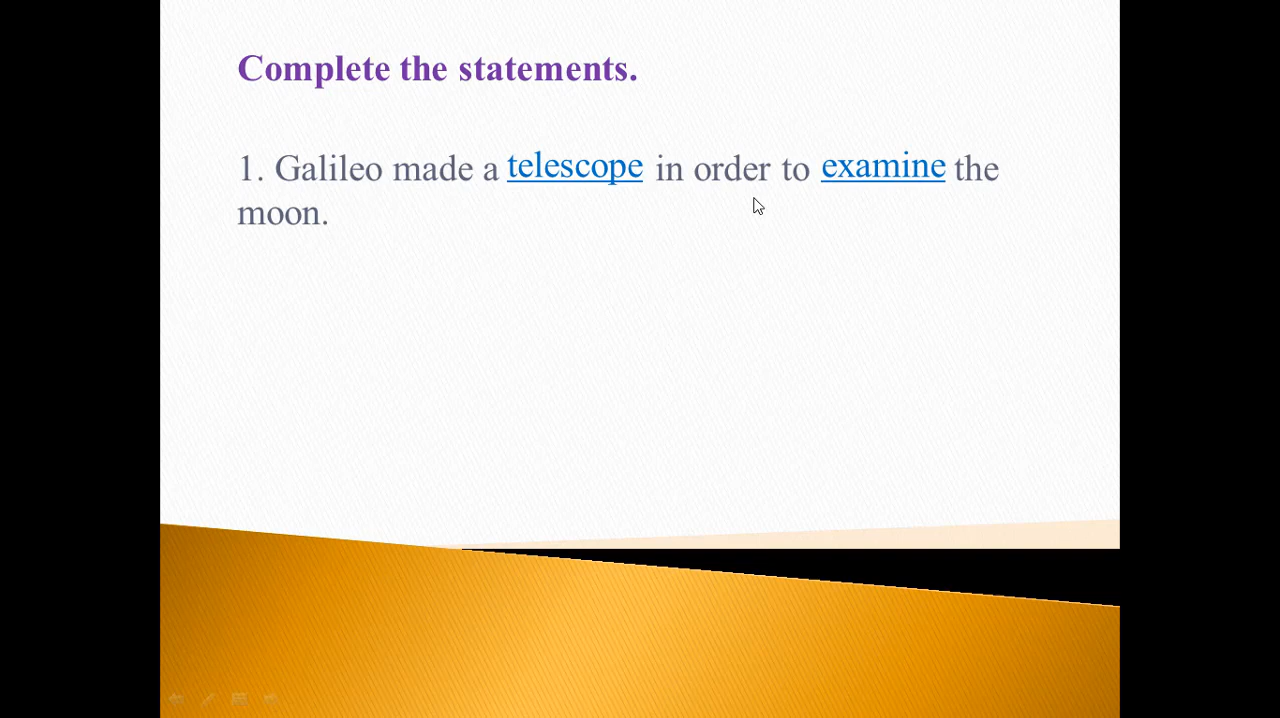 Complete the statements.
1. Galileo made a telescope in order to examine the
moon.